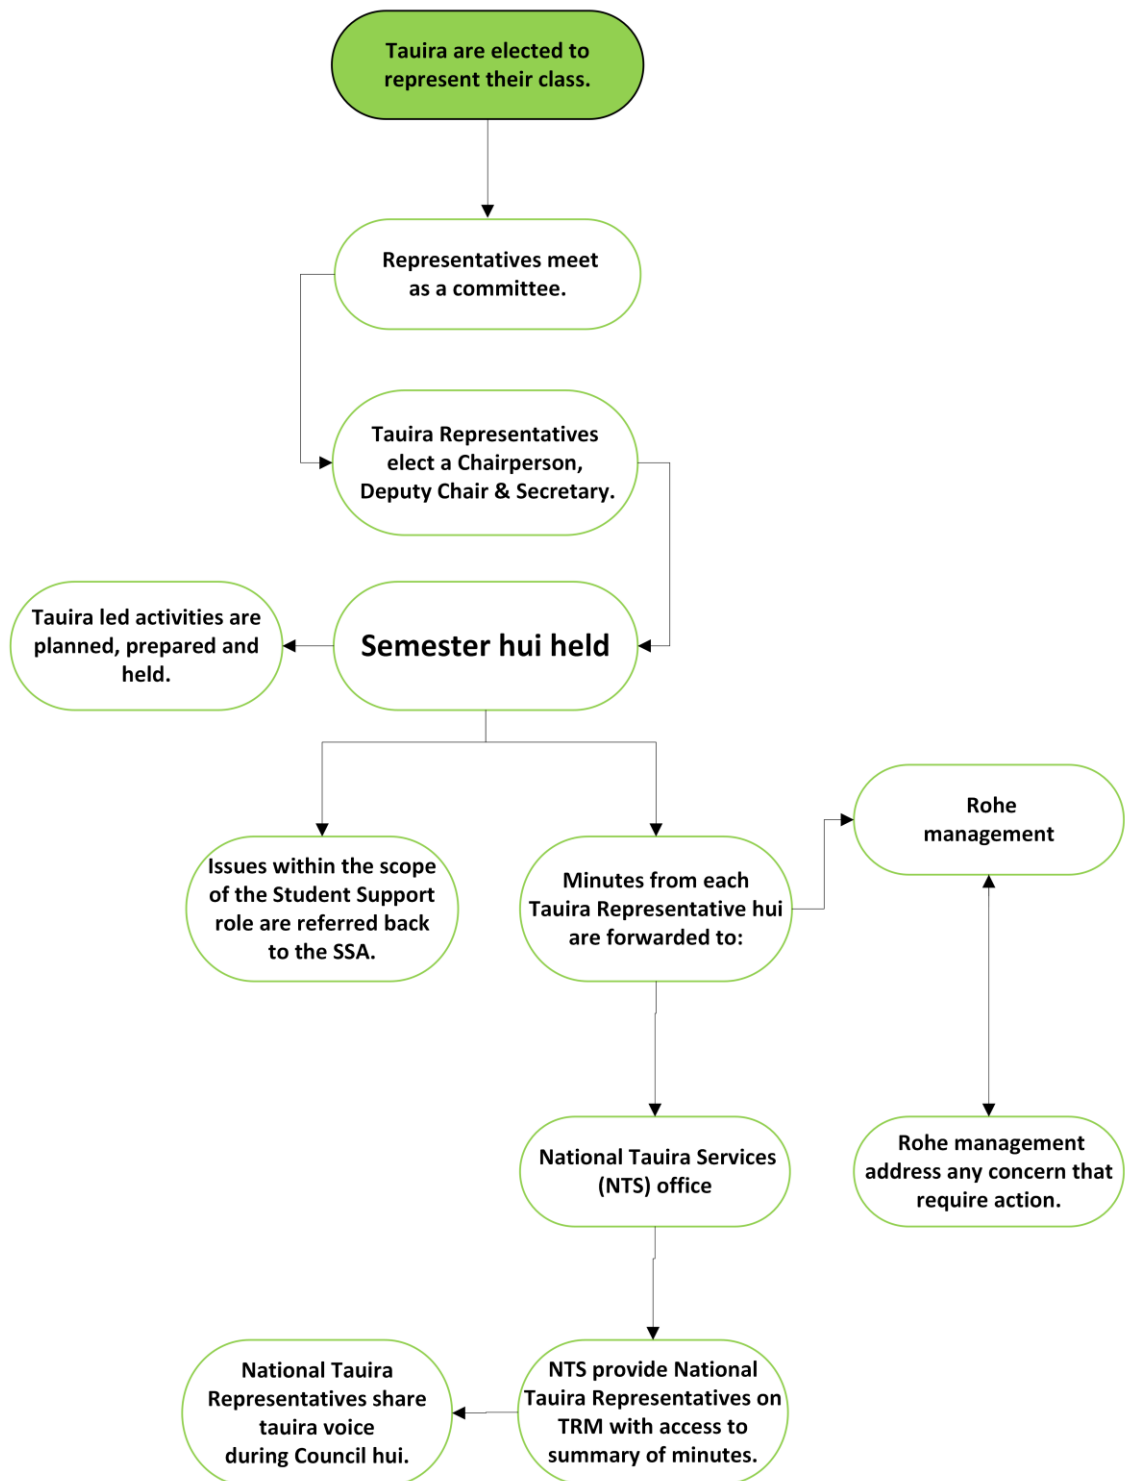 Tauira are elected to
represent their class.
Representatives meet
as a committee.
Tauira Representatives
elect a Chairperson,
Deputy Chair & Secretary.
Tauira led activities are
planned, prepared and
held.
Semester hui held
Rohe
management
Issues within the scope
of the Student Support
role are referred back
to the SSA.
Minutes from each
Tauira Representative hui
are forwarded to:
National Tauira Services
(NTS) office
Rohe management
address any concern that
require action.
National Tauira
Representatives share
tauira voice
during Council hui.
NTS provide National
Tauira Representatives on
TRM with access to
summary of minutes.